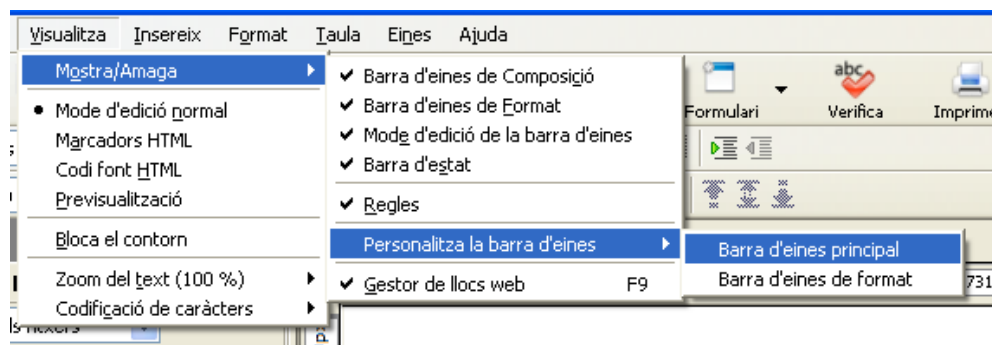 Visualitza Insereix Format Taula Eines Ajuda
Mostra/Amaga
Mode d'edició normal
Marcadors HTML
Codi font HTML
Previsualització
Bloca el contorn
Zoom del text (100 %)
Codificació de caràcters
Barra d'eines de Composició
Barra d'eines de Format
Mode d'edició de la barra d'eines
Barra d'estat
Regles
Personalitza la barra d'eines
Gestor de llocs web F9
Barra d'eines principal
Barra d'eines de format
abc
Formulari Verifica Imprime
731